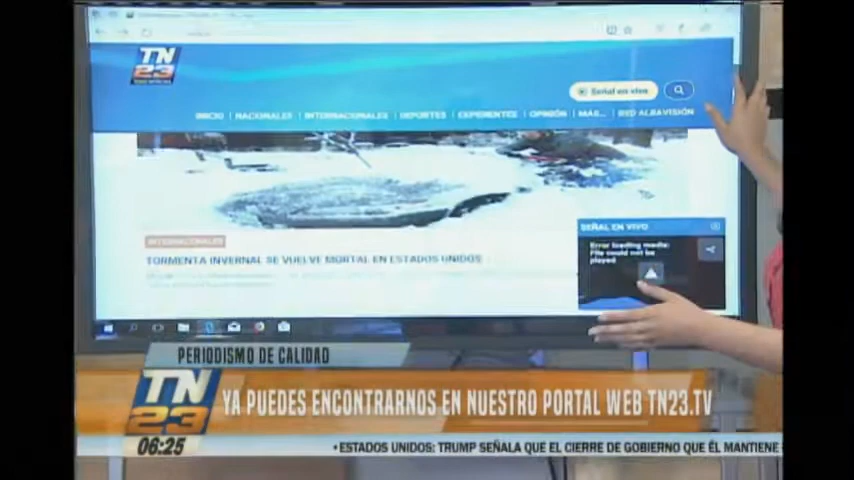 TN
23
Señal en vivo
INICIO | NACIONALES | INTERNACIONALES | DEPORTES | EXPEDIENTES | OPINIÓN | MÁS... | RED ALBAVISIÓN
INTERNACIONALES
TORMENTA INVERNAL SE VUELVE MORTAL EN ESTADOS UNIDOS
SEÑAL EN VIVO
Error loading media:
File could not be
played
PERIODISMO DE CALIDAD
TN
23
YA PUEDES ENCONTRARNOS EN NUESTRO PORTAL WEB TN23.TV
06:25
•ESTADOS UNIDOS: TRUMP SEÑALA QUE EL CIERRE DE GOBIERNO QUE ÉL MANTIENE